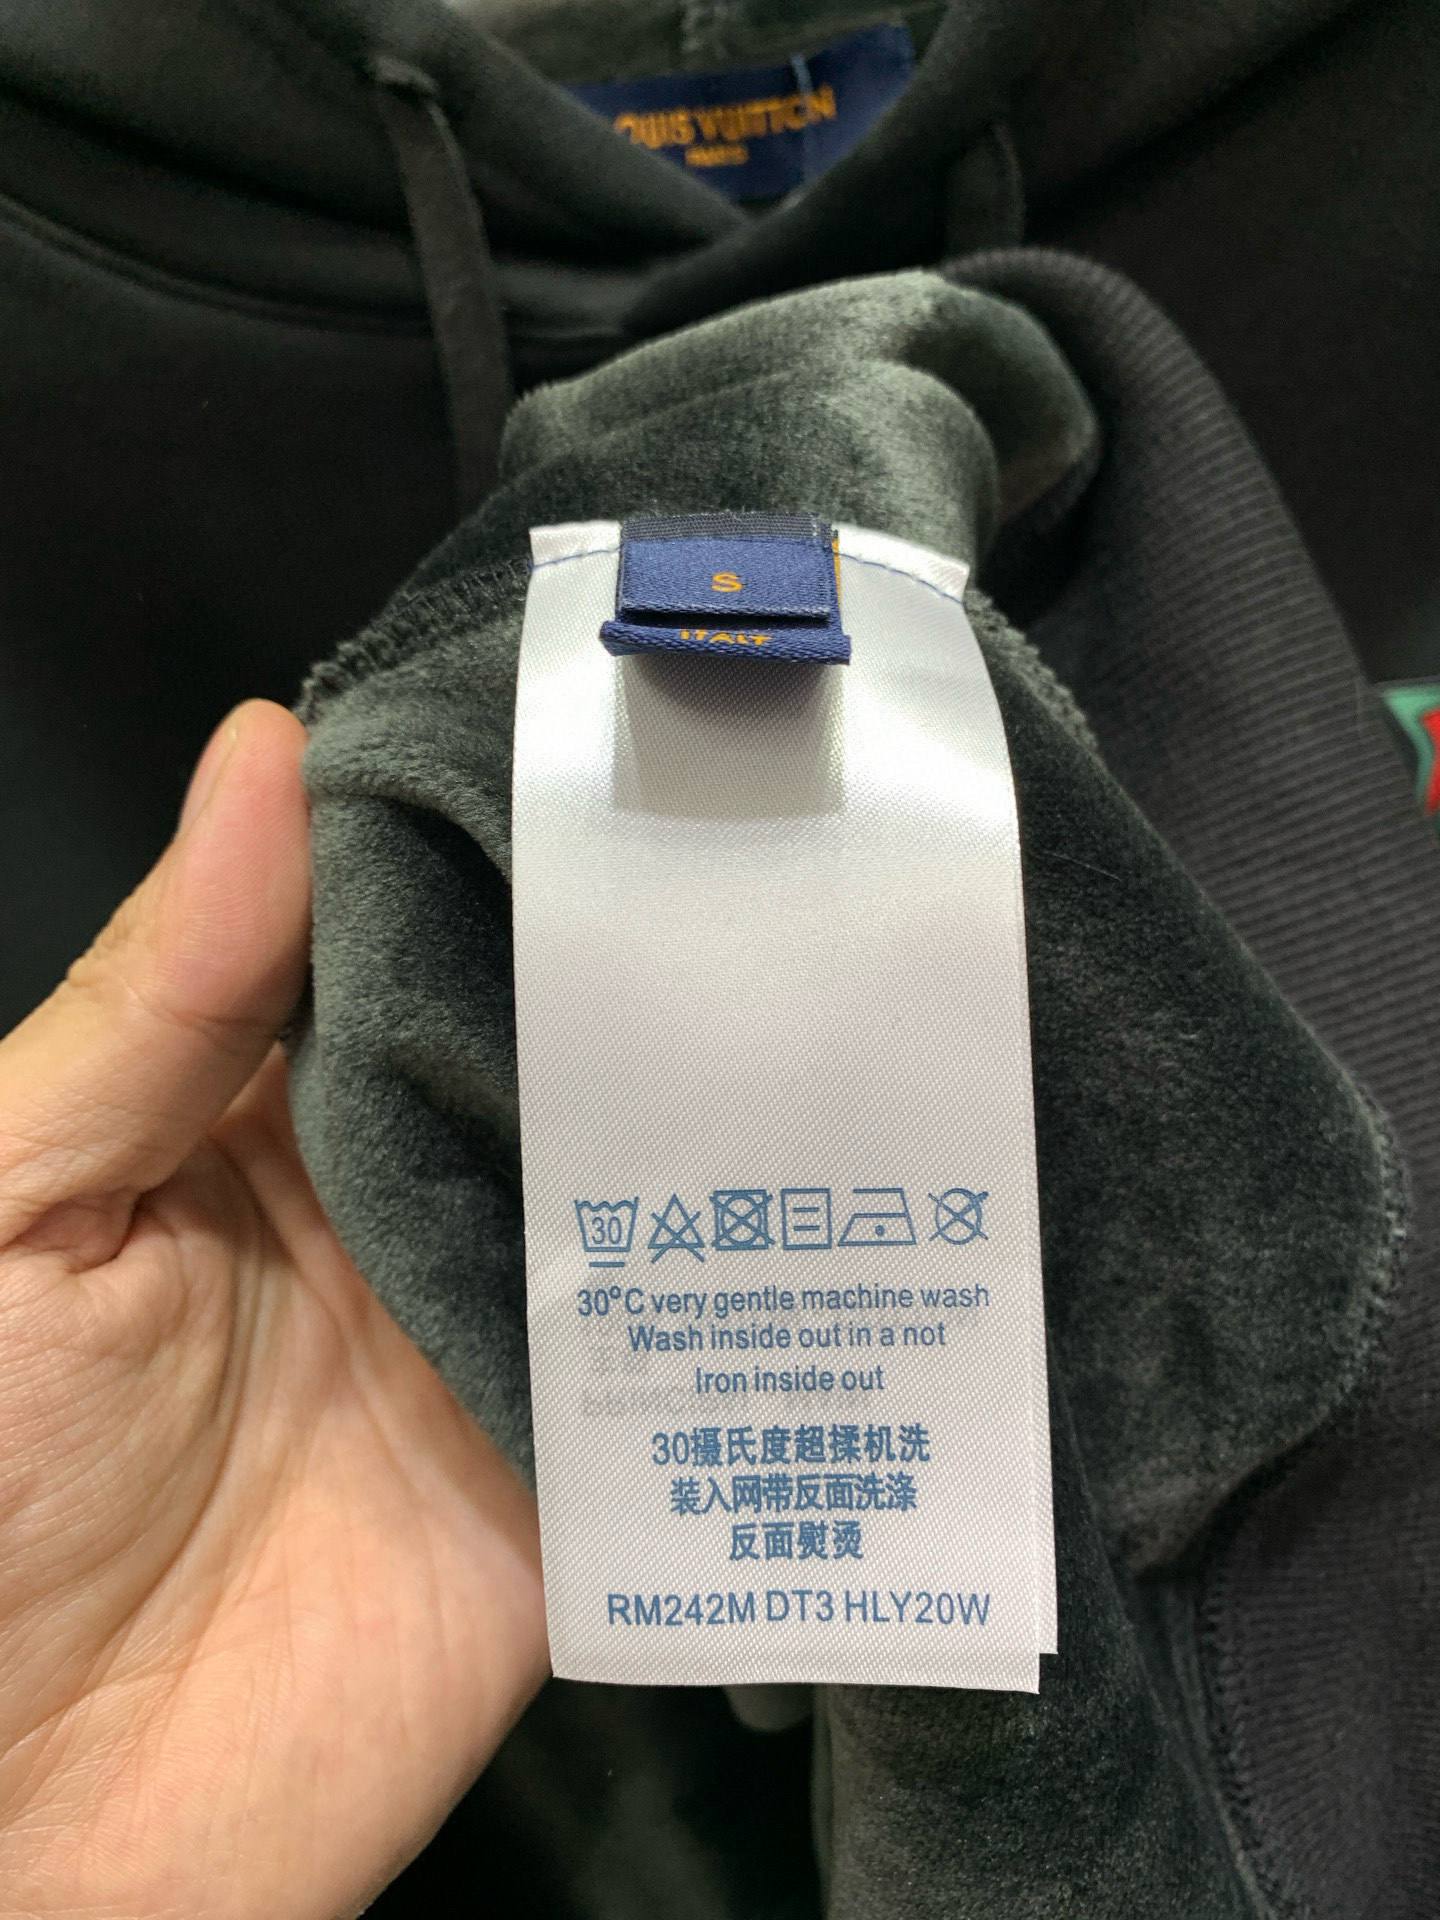 LOUIS VUITTON
PARIS
S
ITALY
30
30°C very gentle machine wash
Wash inside out in a not
Iron inside out
30摄氏度超揉机洗
装入网带反面洗涤
反面熨烫
RM242M DT3 HLY20W